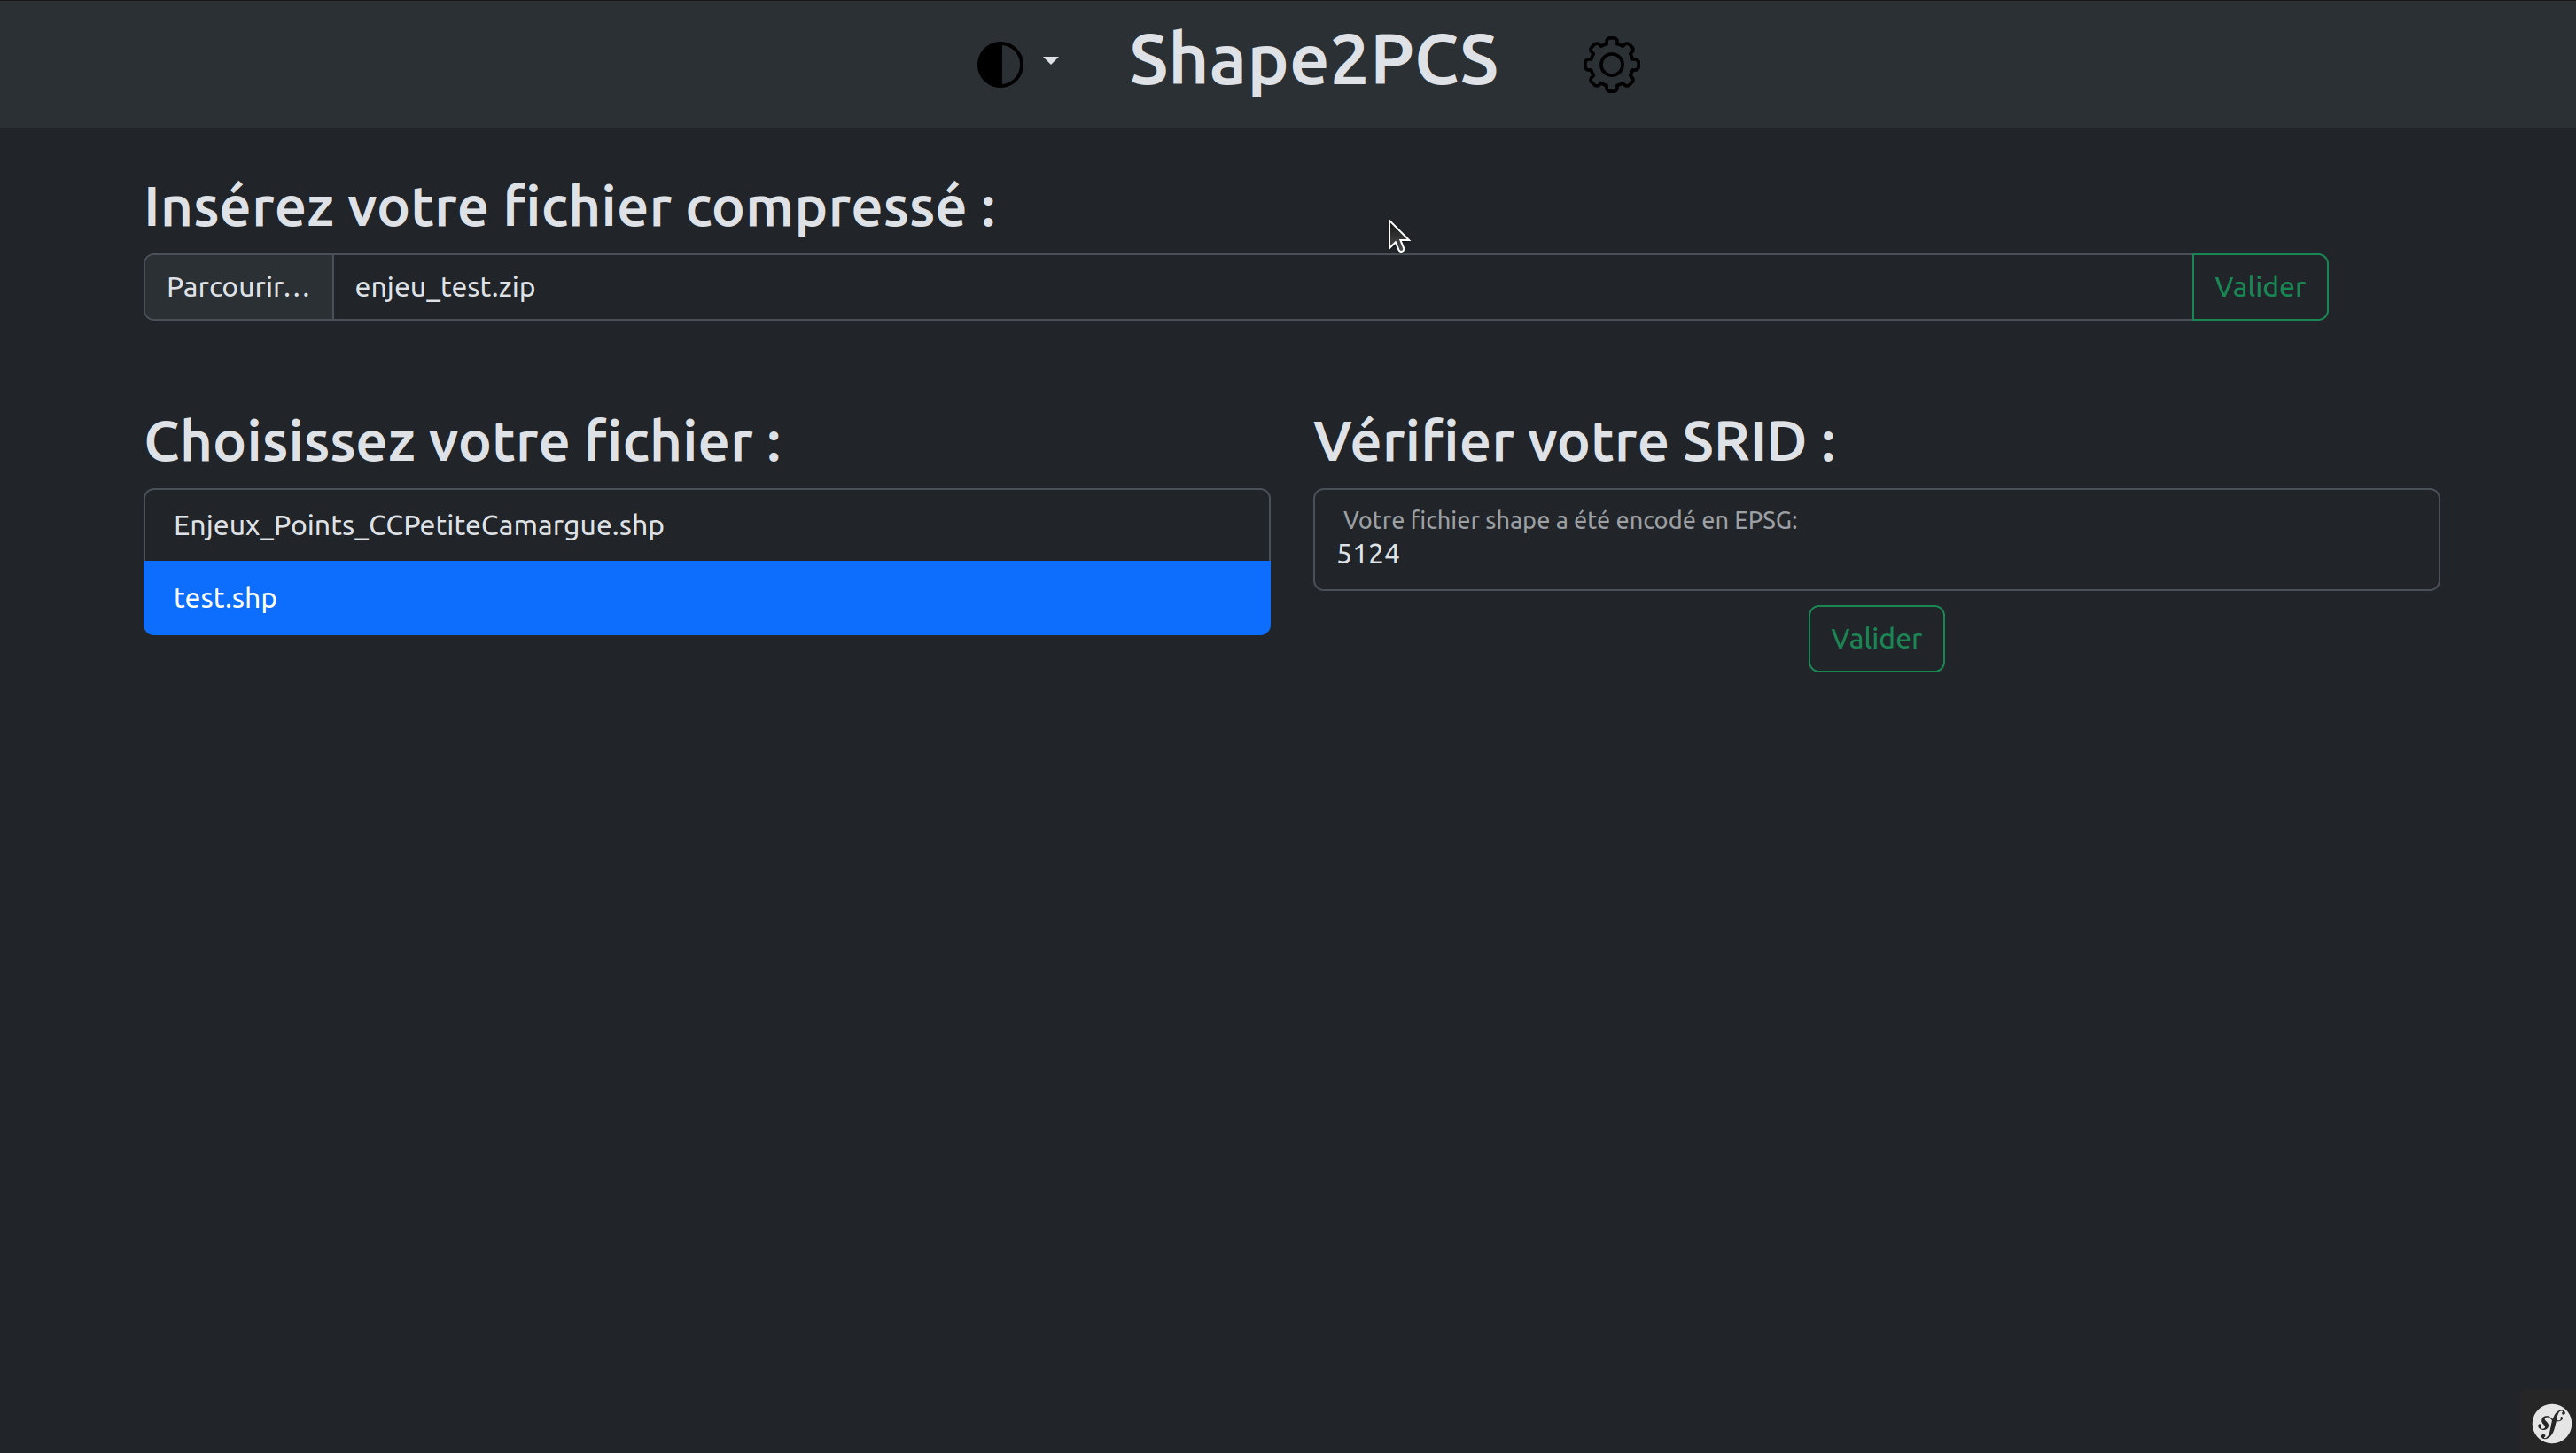 Shape2PCS
Insérez votre fichier compressé :
Parcourir… enjeu_test.zip Valider
Choisissez votre fichier :
Enjeux_Points_CCPetiteCamargue.shp
test.shp
Vérifier votre SRID :
Votre fichier shape a été encodé en EPSG:
5124
Valider
sf